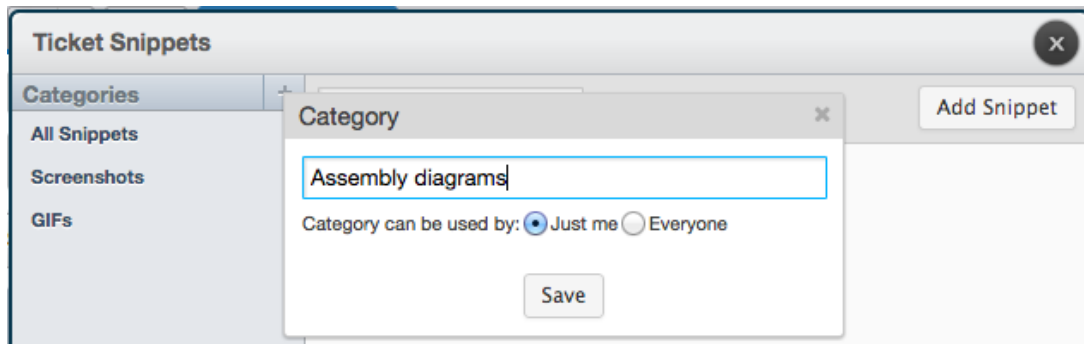 Ticket Snippets
Categories +
Category
Add Snippet
All Snippets
Assembly diagrams
Screenshots
GIFs
Category can be used by: Just me Everyone
Save